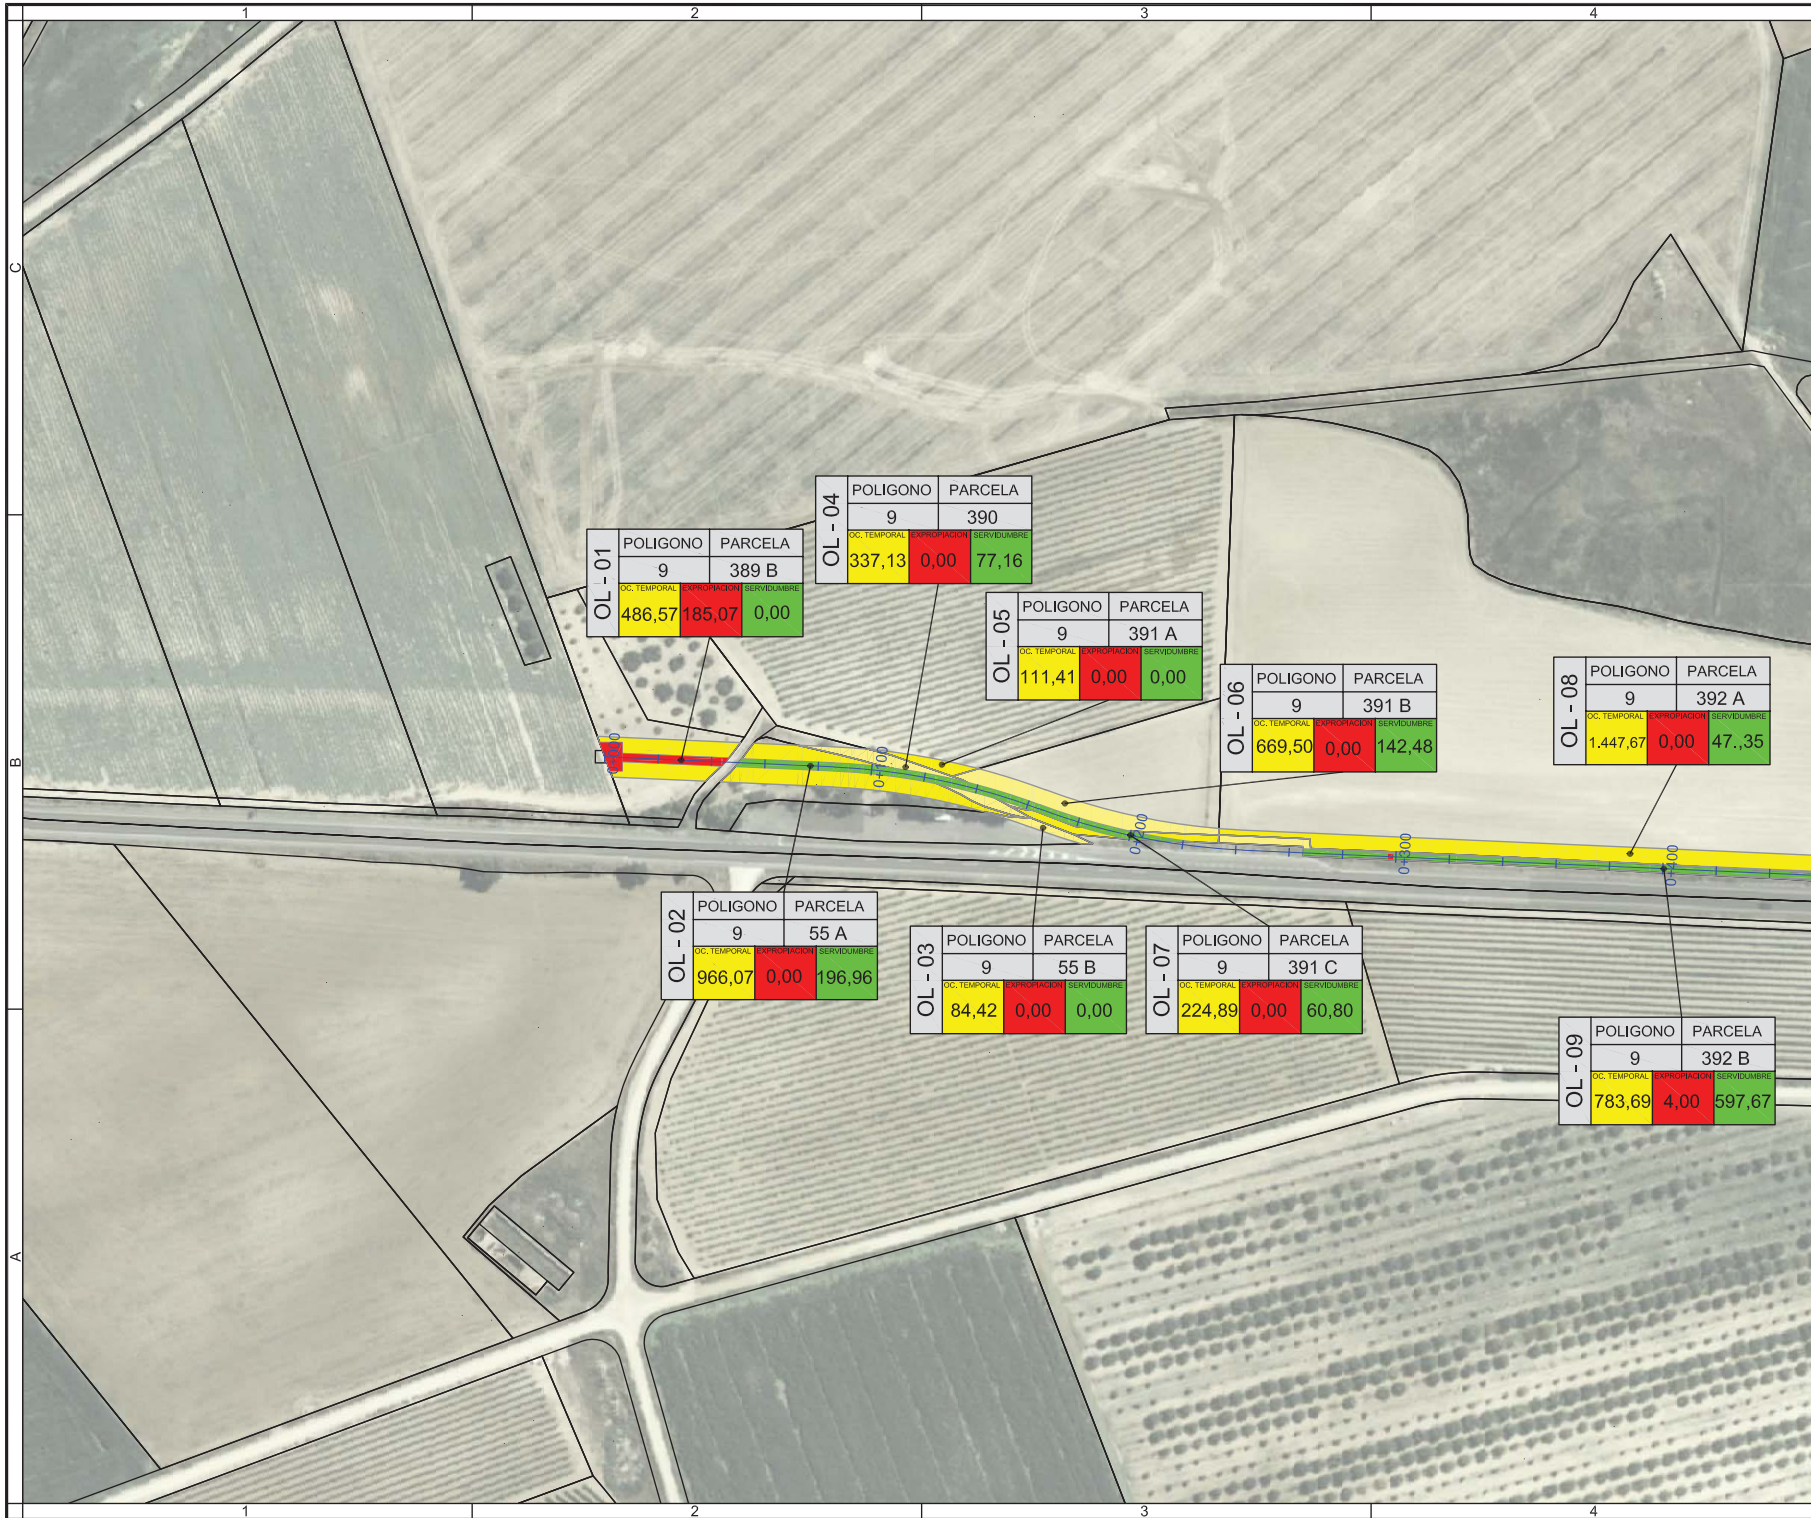 1 2 3 4
C
B
A
OL - 04
POLIGONO PARCELA
9 390
OC. TEMPORAL EXPROPIACION SERVIDUMBRE
337,13 0,00 77,16
OL - 01
POLIGONO PARCELA
9 389 B
OC. TEMPORAL EXPROPIACION SERVIDUMBRE
486,57 185,07 0,00
OL - 05
POLIGONO PARCELA
9 391 A
OC. TEMPORAL EXPROPIACION SERVIDUMBRE
111,41 0,00 0,00
OL - 06
POLIGONO PARCELA
9 391 B
OC. TEMPORAL EXPROPIACION SERVIDUMBRE
669,50 0,00 142,48
OL - 08
POLIGONO PARCELA
9 392 A
OC. TEMPORAL EXPROPIACION SERVIDUMBRE
1.447,67 0,00 47.,35
0+000
0+100
0+200
0+300
0+400
OL - 02
POLIGONO PARCELA
9 55 A
OC. TEMPORAL EXPROPIACION SERVIDUMBRE
966,07 0,00 196,96
OL - 03
POLIGONO PARCELA
9 55 B
OC. TEMPORAL EXPROPIACION SERVIDUMBRE
84,42 0,00 0,00
OL - 07
POLIGONO PARCELA
9 391 C
OC. TEMPORAL EXPROPIACION SERVIDUMBRE
224,89 0,00 60,80
OL - 09
POLIGONO PARCELA
9 392 B
OC. TEMPORAL EXPROPIACION SERVIDUMBRE
783,69 4,00 597,67
1 2 3 4